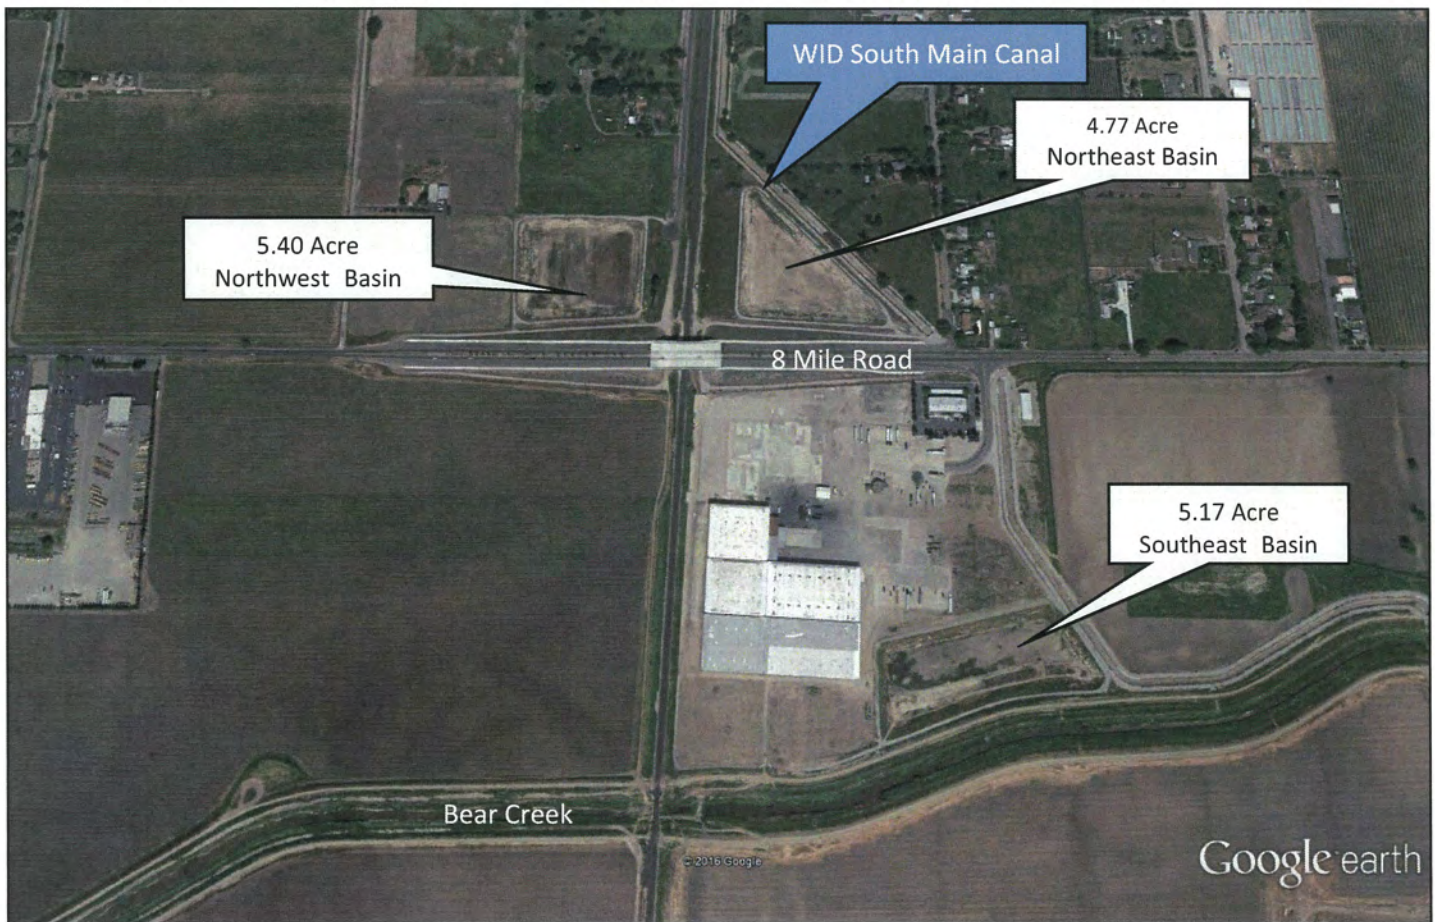 WID South Main Canal
4.77 Acre
Northeast Basin
5.40 Acre
Northwest Basin
8 Mile Road
5.17 Acre
Southeast Basin
Bear Creek
© 2016 Google
Google earth